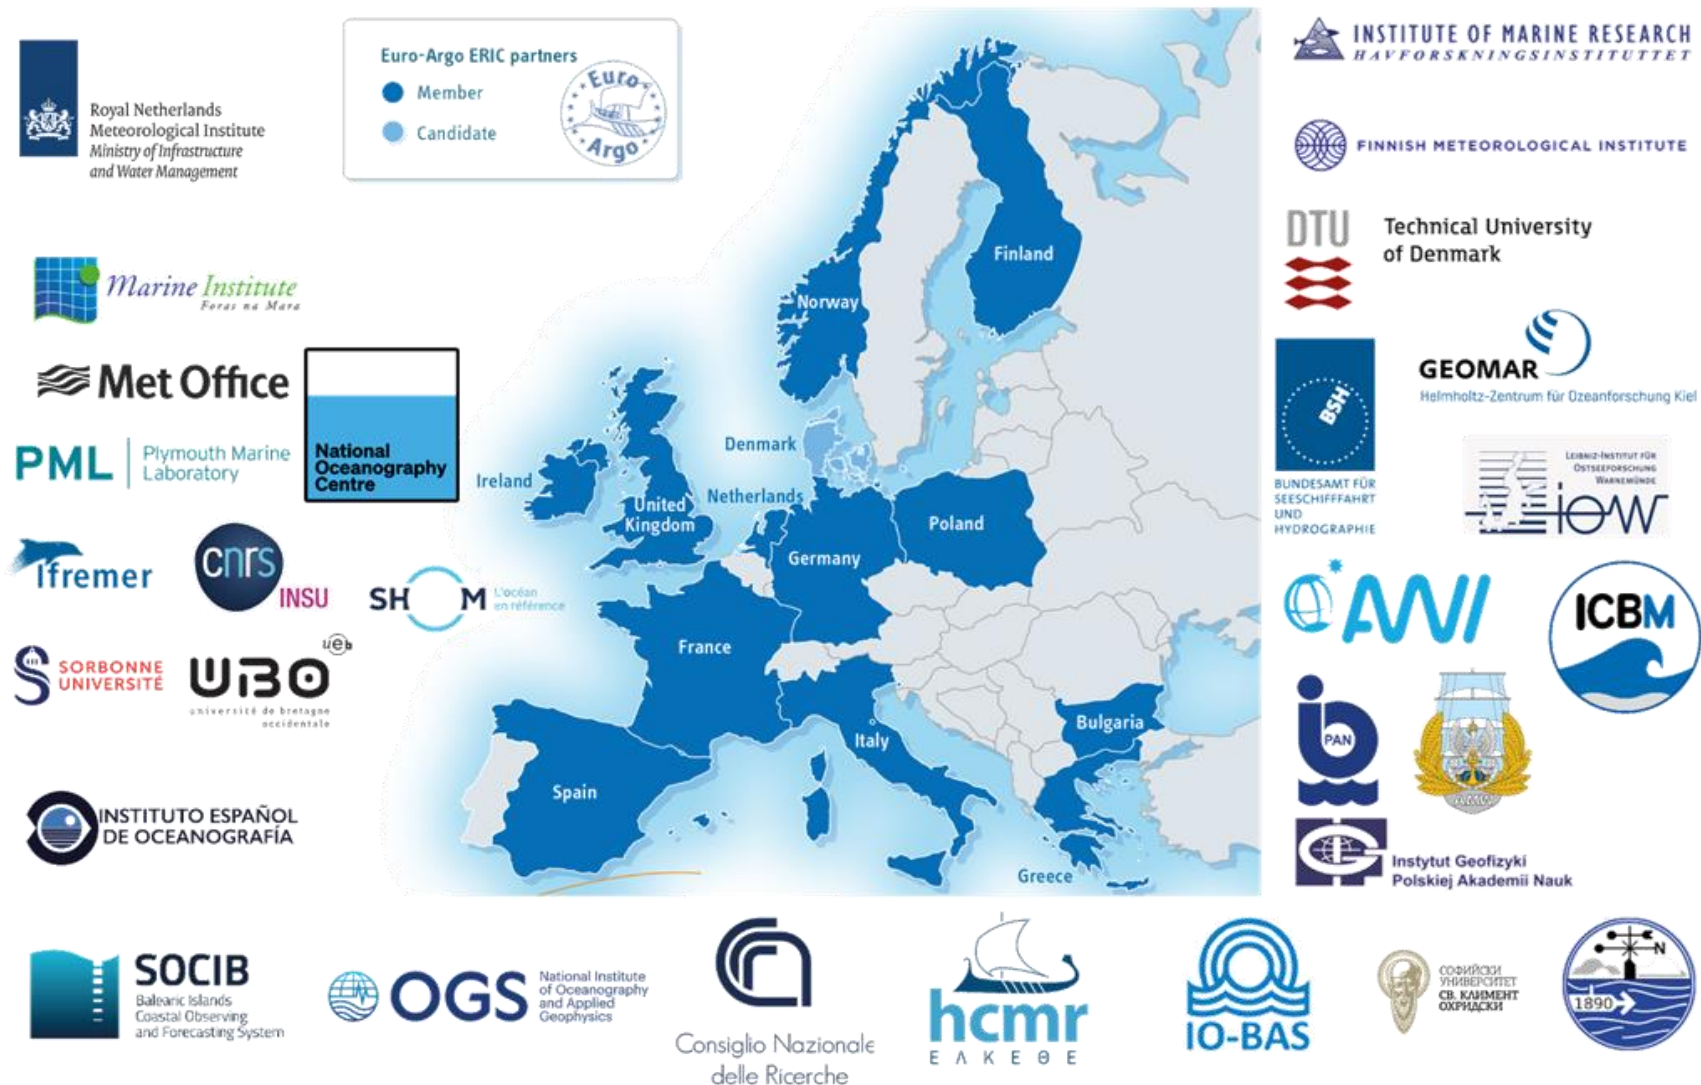 Royal Netherlands
Meteorological Institute
Ministry of Infrastructure
and Water Management
Euro-Argo ERIC partners
Member
Candidate
Euro-
Argo
INSTITUTE OF MARINE RESEARCH
HAVFORSKNINGSINSTITUTTET
FINNISH METEOROLOGICAL INSTITUTE
DTU
Technical University
of Denmark
Marine Institute
Foras na Mara
Met Office
PML
Plymouth Marine
Laboratory
National
Oceanography
Centre
Ifremer
cnrs
INSU
SHOM
L'océan
en référence
SORBONNE
UNIVERSITÉ
ueb
UBO
université de bretagne
occidentale
INSTITUTO ESPAÑOL
DE OCEANOGRAFÍA
Finland
Norway
Denmark
Ireland
United
Kingdom
Netherlands
Germany
Poland
France
Spain
Italy
Bulgaria
Greece
GEOMAR
Helmholtz-Zentrum für Ozeanforschung Kiel
BSH
BUNDESAMT FÜR
SEESCHIFFFAHRT
UND
HYDROGRAPHIE
LEIBNIZ-INSTITUT FÜR
OSTSEEFORSCHUNG
WARNEMÜNDE
iow
AWI
ICBM
io
PAN
AMW
IG
Instytut Geofizyki
Polskiej Akademii Nauk
SOCIB
Balearic Islands
Coastal Observing
and Forecasting System
OGS
National Institute
of Oceanography
and Applied
Geophysics
Consiglio Nazionale
delle Ricerche
hcmr
ΕΛΚΕΘΕ
IO-BAS
СОФИЙСКИ
УНИВЕРСИТЕТ
СВ. КЛИМЕНТ
ОХРИДСКИ
N
1890